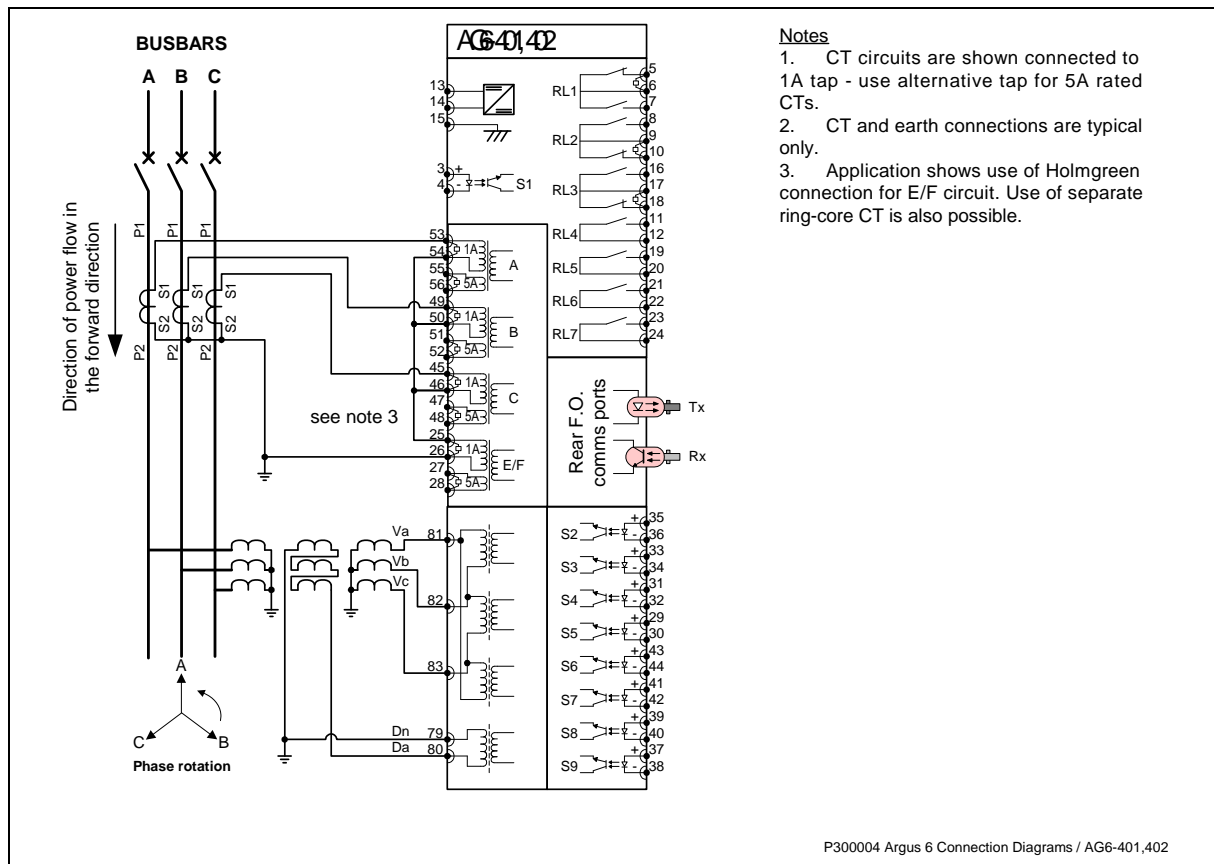 BUSBARS
A B C
AG6-401,402
Notes
1. CT circuits are shown connected to
1A tap - use alternative tap for 5A rated
CTs.
2. CT and earth connections are typical
only.
3. Application shows use of Holmgreen
connection for E/F circuit. Use of separate
ring-core CT is also possible.
Direction of power flow in
the forward direction
P1 P1 P1
S1 S1 S1
S2 S2 S2
P2 P2 P2
see note 3
13
14
15
3 +
4 -
S1
53
54
55
56
1A
5A
A
49
50
51
52
1A
5A
B
45
46
47
48
1A
5A
C
25
26
27
28
1A
5A
E/F
RL1
5
6
7
RL2
8
9
10
RL3
16
17
18
RL4
11
12
RL5
19
20
RL6
21
22
RL7
23
24
Rear F.O.
comms ports
Tx
Rx
Va
81
Vb
82
Vc
83
Dn 79
Da 80
S2 + 35
- 36
S3 + 33
- 34
S4 + 31
- 32
S5 + 29
- 30
S6 + 43
- 44
S7 + 41
- 42
S8 + 39
- 40
S9 + 37
- 38
A
C B
Phase rotation
P300004 Argus 6 Connection Diagrams / AG6-401,402